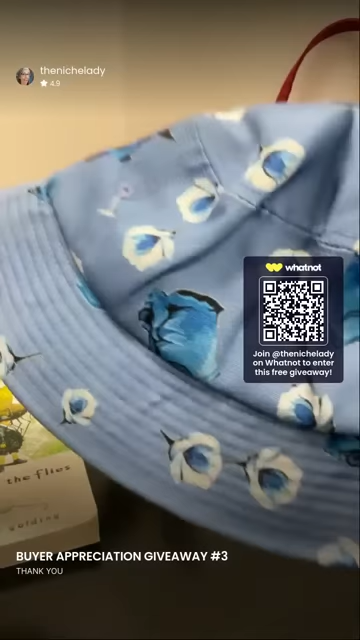 thenichelady
★ 4.9
whatnot
Join @thenichelady
on Whatnot to enter
this free giveaway!
the flies
golding
BUYER APPRECIATION GIVEAWAY #3
THANK YOU